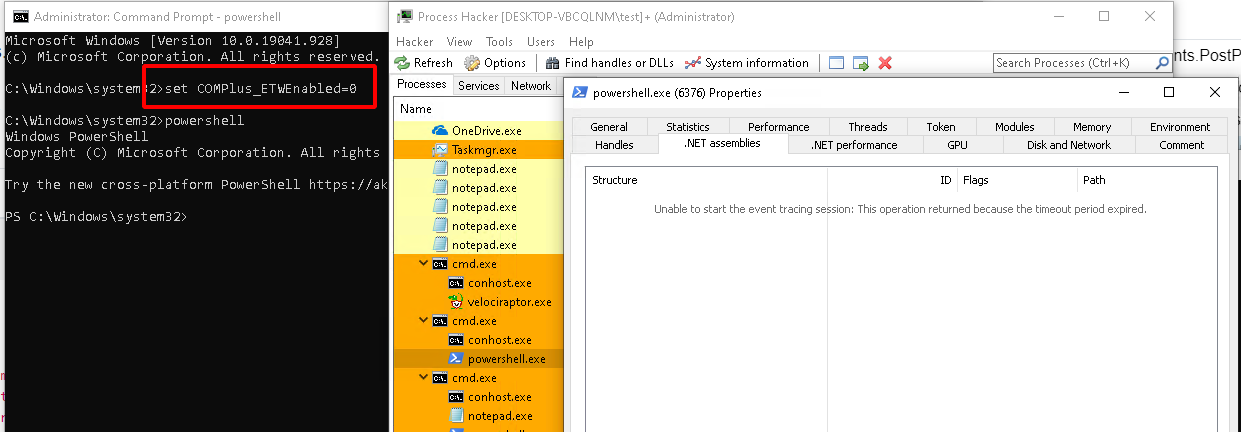 Administrator: Command Prompt - powershell
Microsoft Windows [Version 10.0.19041.928]
(c) Microsoft Corporation. All rights reserved.
C:\Windows\system32>set COMPlus_ETWEnabled=0
C:\Windows\system32>powershell
Windows PowerShell
Copyright (C) Microsoft Corporation. All rights
Try the new cross-platform PowerShell https://ak
PS C:\Windows\system32>
Process Hacker [DESKTOP-VBCQLNM\test]+ (Administrator)
Hacker View Tools Users Help
Refresh Options Find handles or DLLs System information Search Processes (Ctrl+K)
Processes Services Network
Name
OneDrive.exe
Taskmgr.exe
notepad.exe
notepad.exe
notepad.exe
notepad.exe
notepad.exe
cmd.exe
conhost.exe
velociraptor.exe
cmd.exe
conhost.exe
powershell.exe
cmd.exe
conhost.exe
notepad.exe
powershell.exe (6376) Properties
General Statistics Performance Threads Token Modules Memory Environment
Handles .NET assemblies .NET performance GPU Disk and Network Comment
Structure ID Flags Path
Unable to start the event tracing session: This operation returned because the timeout period expired.
nts.PostP